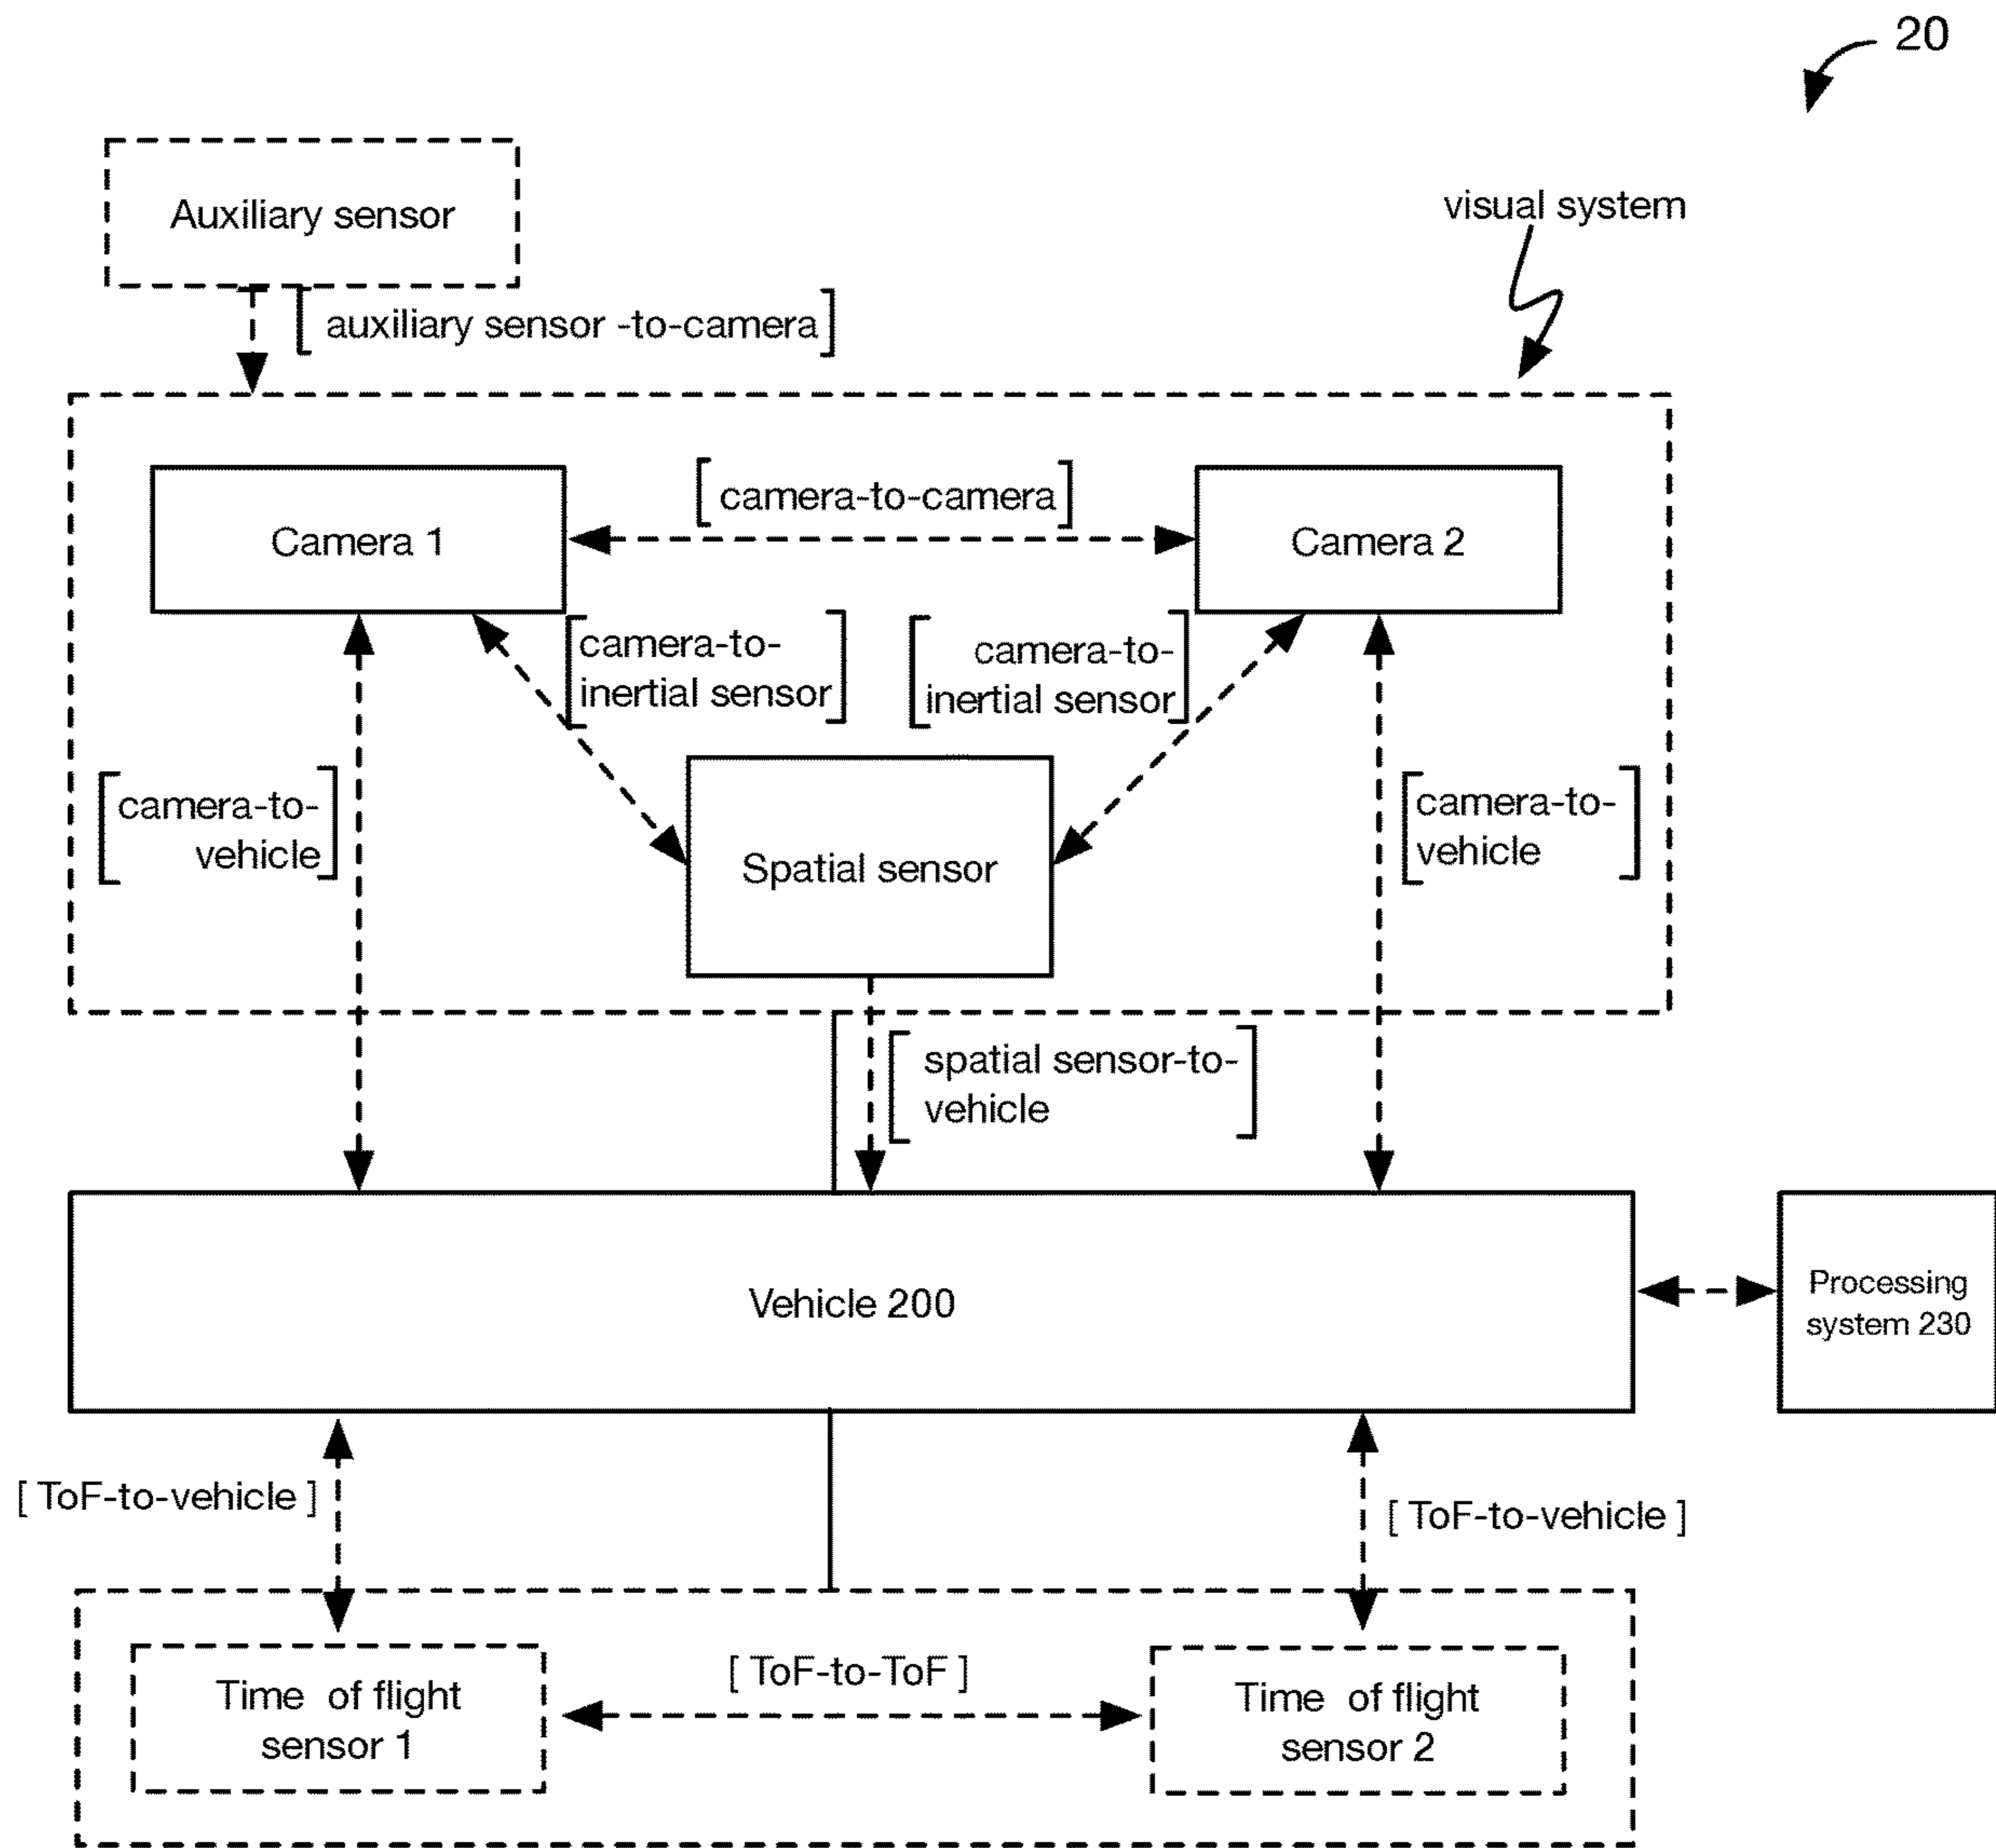 20
Auxiliary sensor
visual system
[ auxiliary sensor -to-camera ]
[ camera-to-camera ]
Camera 1
Camera 2
[ camera-to-
inertial sensor ]
[ camera-to-
inertial sensor ]
[ camera-to-
vehicle ]
[ camera-to-
vehicle ]
Spatial sensor
[ spatial sensor-to-
vehicle ]
Vehicle 200
Processing
system 230
[ ToF-to-vehicle ]
[ ToF-to-vehicle ]
[ ToF-to-ToF ]
Time of flight
sensor 1
Time of flight
sensor 2